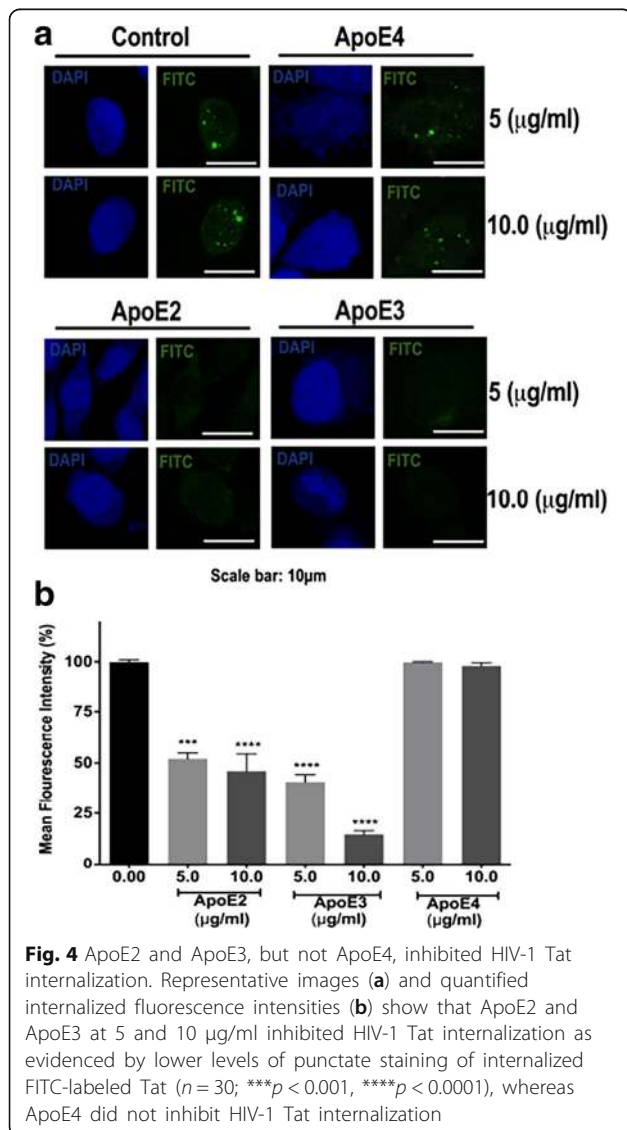 a
Control ApoE4
DAPI FITC DAPI FITC
5 (μg/ml)
DAPI FITC DAPI FITC
10.0 (μg/ml)
ApoE2 ApoE3
DAPI FITC DAPI FITC
5 (μg/ml)
DAPI FITC DAPI FITC
10.0 (μg/ml)
Scale bar: 10μm
b
Mean Flourescence Intensity (%)
100
75
50
25
0
*** **** **** ****
0.00 5.0 10.0 5.0 10.0 5.0 10.0
ApoE2 ApoE3 ApoE4
(μg/ml) (μg/ml) (μg/ml)
Fig. 4 ApoE2 and ApoE3, but not ApoE4, inhibited HIV-1 Tat
internalization. Representative images (a) and quantified
internalized fluorescence intensities (b) show that ApoE2 and
ApoE3 at 5 and 10 μg/ml inhibited HIV-1 Tat internalization as
evidenced by lower levels of punctate staining of internalized
FITC-labeled Tat (n = 30; ***p < 0.001, ****p < 0.0001), whereas
ApoE4 did not inhibit HIV-1 Tat internalization